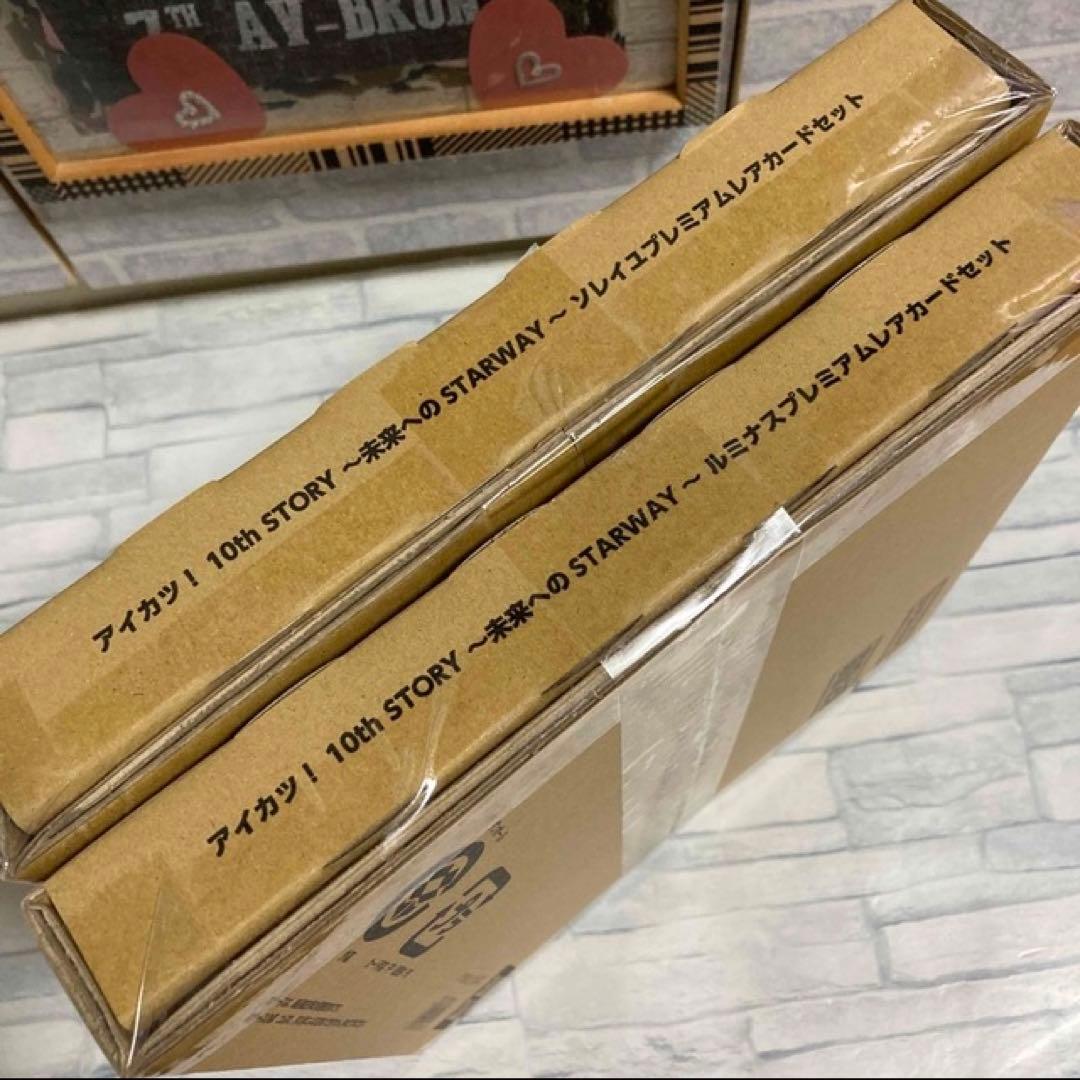 7TH AV-BKON
アイカツ！ 10th STORY ～未来への STARWAY～ ソレイユプレミアムレアカードセット
アイカツ！ 10th STORY ～未来への STARWAY～ ルミナスプレミアムレアカードセット